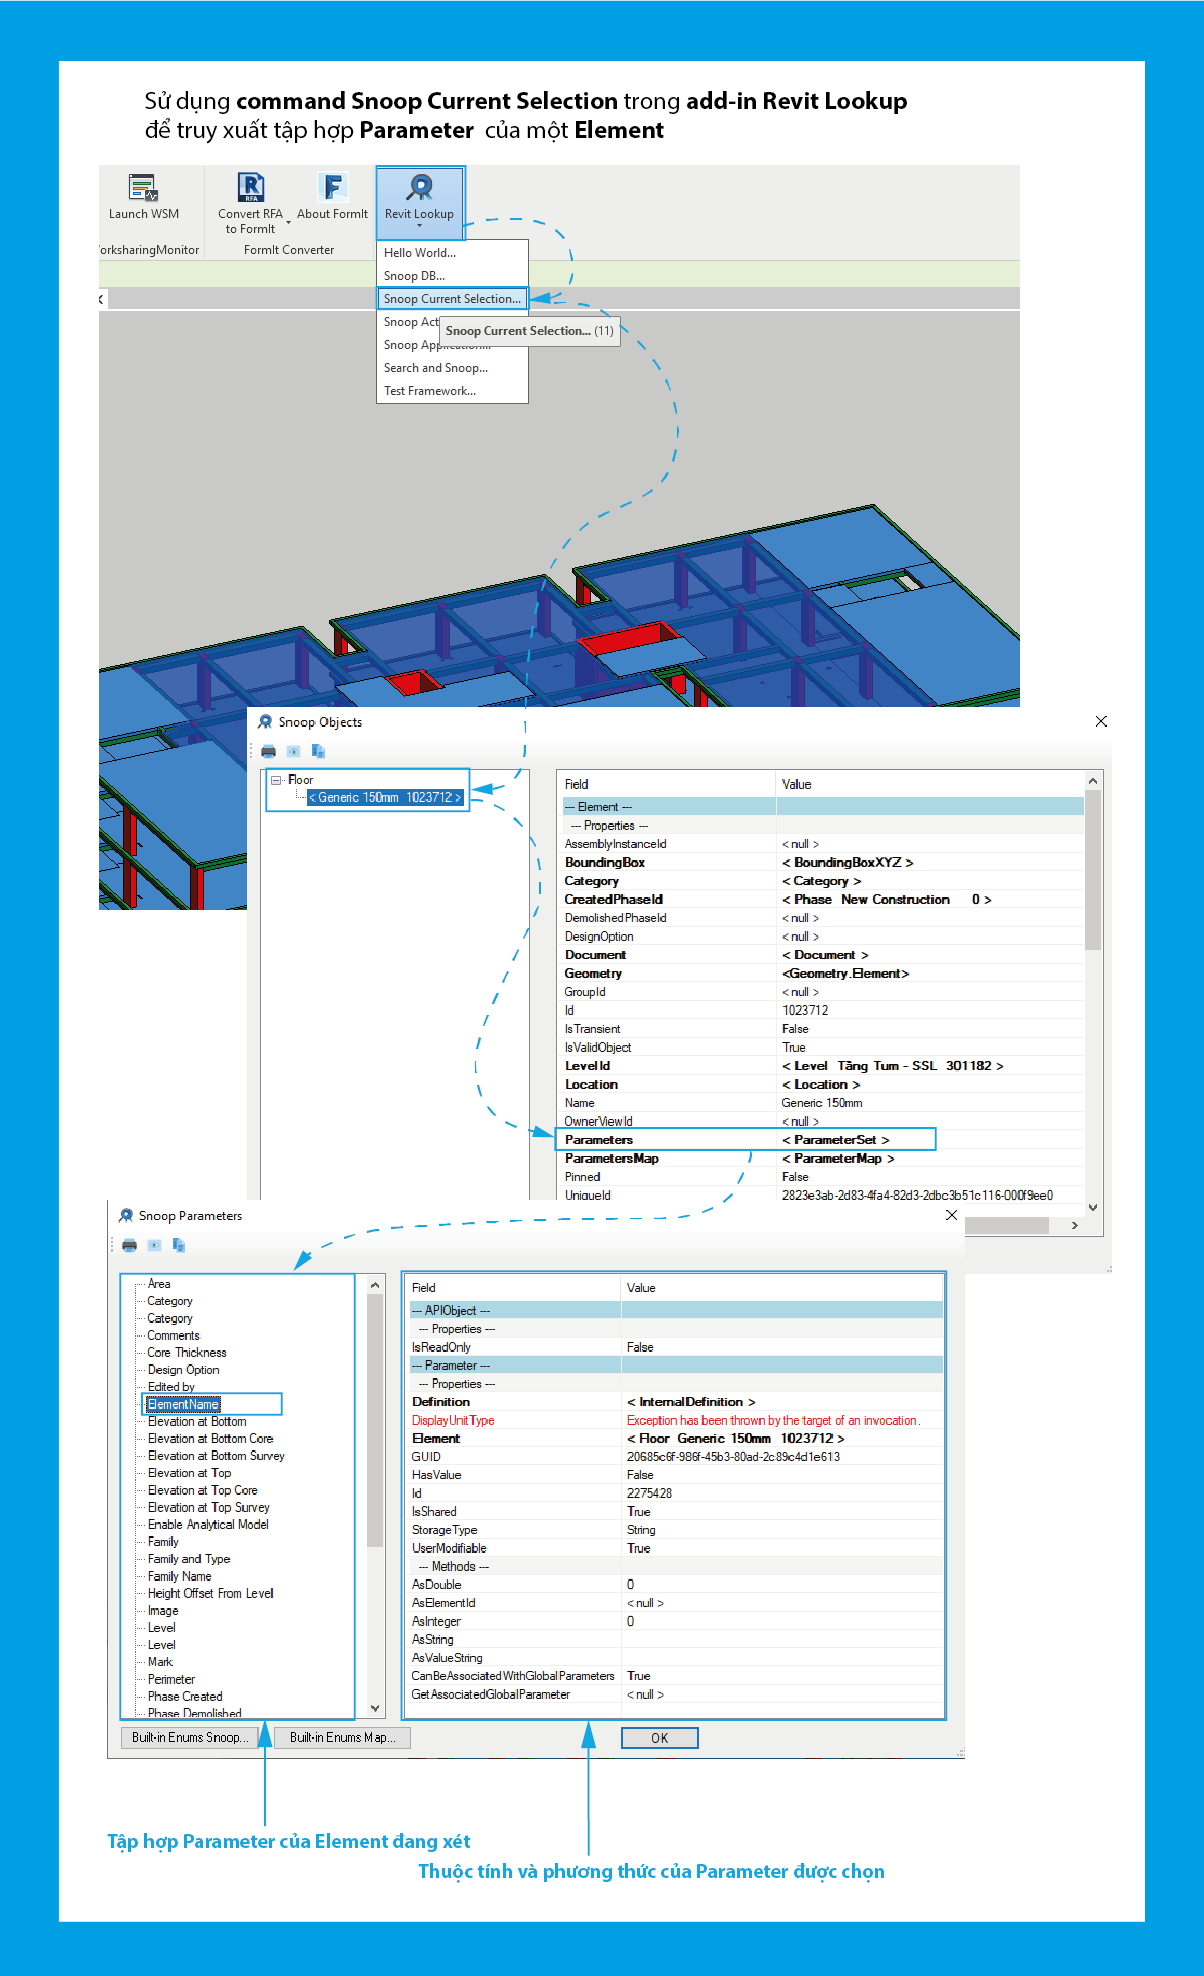 Sử dụng command Snoop Current Selection trong add-in Revit Lookup
để truy xuất tập hợp Parameter của một Element
Launch WSM
Convert RFA
to FormIt
About FormIt
Revit Lookup
orksharingMonitor
FormIt Converter
Hello World...
Snoop DB...
Snoop Current Selection...
Snoop Act
Snoop Current Selection... (11)
Snoop Application...
Search and Snoop...
Test Framework...
Snoop Objects
Floor
< Generic 150mm 1023712 >
Field Value
--- Element ---
--- Properties ---
AssemblyInstanceId < null >
BoundingBox < BoundingBoxXYZ >
Category < Category >
CreatedPhaseId < Phase New Construction 0 >
DemolishedPhaseId < null >
DesignOption < null >
Document < Document >
Geometry <Geometry.Element>
GroupId < null >
Id 1023712
IsTransient False
IsValidObject True
LevelId < Level Tầng Tum - SSL 301182 >
Location < Location >
Name Generic 150mm
OwnerViewId < null >
Parameters < ParameterSet >
ParametersMap < ParameterMap >
Pinned False
UniqueId 2823e3ab-2d83-4fa4-82d3-2dbc3b51c116-000f9ee0
Snoop Parameters
Area
Category
Category
Comments
Core Thickness
Design Option
Edited by
ElementName
Elevation at Bottom
Elevation at Bottom Core
Elevation at Bottom Survey
Elevation at Top
Elevation at Top Core
Elevation at Top Survey
Enable Analytical Model
Family
Family and Type
Family Name
Height Offset From Level
Image
Level
Level
Mark
Perimeter
Phase Created
Phase Demolished
Field Value
--- APIObject ---
--- Properties ---
IsReadOnly False
--- Parameter ---
--- Properties ---
Definition < InternalDefinition >
DisplayUnitType Exception has been thrown by the target of an invocation.
Element < Floor Generic 150mm 1023712 >
GUID 20685c6f-986f-45b3-80ad-2c89c4d1e613
HasValue False
Id 2275428
IsShared True
StorageType String
UserModifiable True
--- Methods ---
AsDouble 0
AsElementId < null >
AsInteger 0
AsString
AsValueString
CanBeAssociatedWithGlobalParameters True
GetAssociatedGlobalParameter < null >
Built-in Enums Snoop...
Built-in Enums Map...
OK
Tập hợp Parameter của Element đang xét
Thuộc tính và phương thức của Parameter được chọn